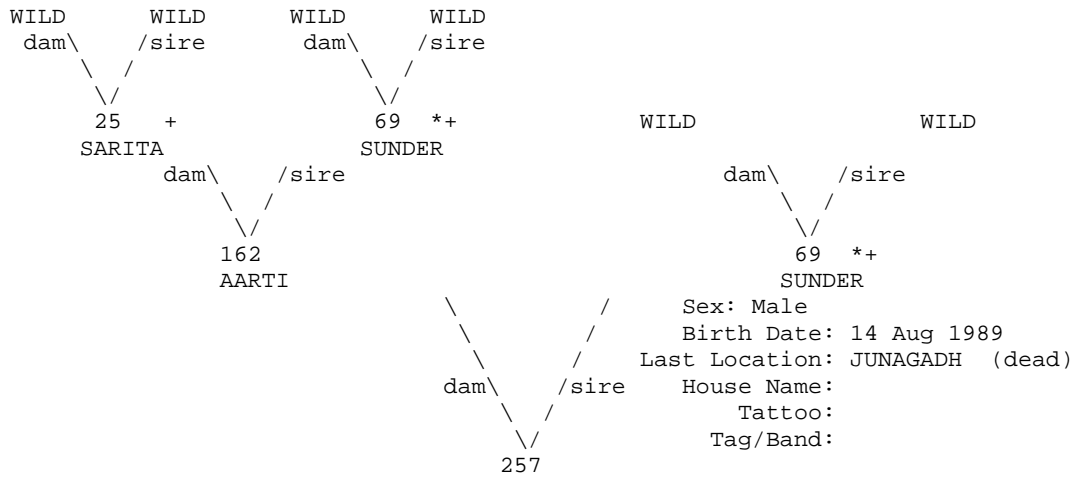 WILD WILD WILD WILD
dam\ /sire dam\ /sire
\ / \ /
\/ \/
25 + 69 *+ WILD WILD
SARITA SUNDER
dam\ /sire dam\ /sire
\ / \ /
\/ \/
162 69 *+
AARTI SUNDER
\ / Sex: Male
\ / Birth Date: 14 Aug 1989
\ / Last Location: JUNAGADH (dead)
dam\ /sire House Name:
\ / Tattoo:
\/ Tag/Band:
257